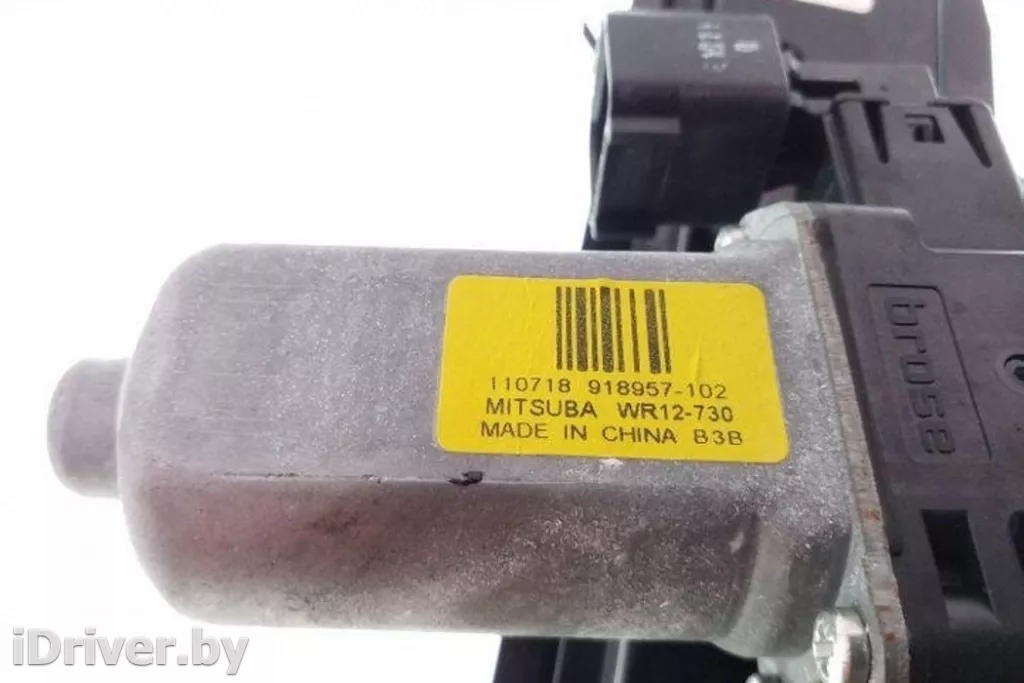 110718 918957-102
MITSUBA WR12-730
MADE IN CHINA B3B
brose
iDriver.by